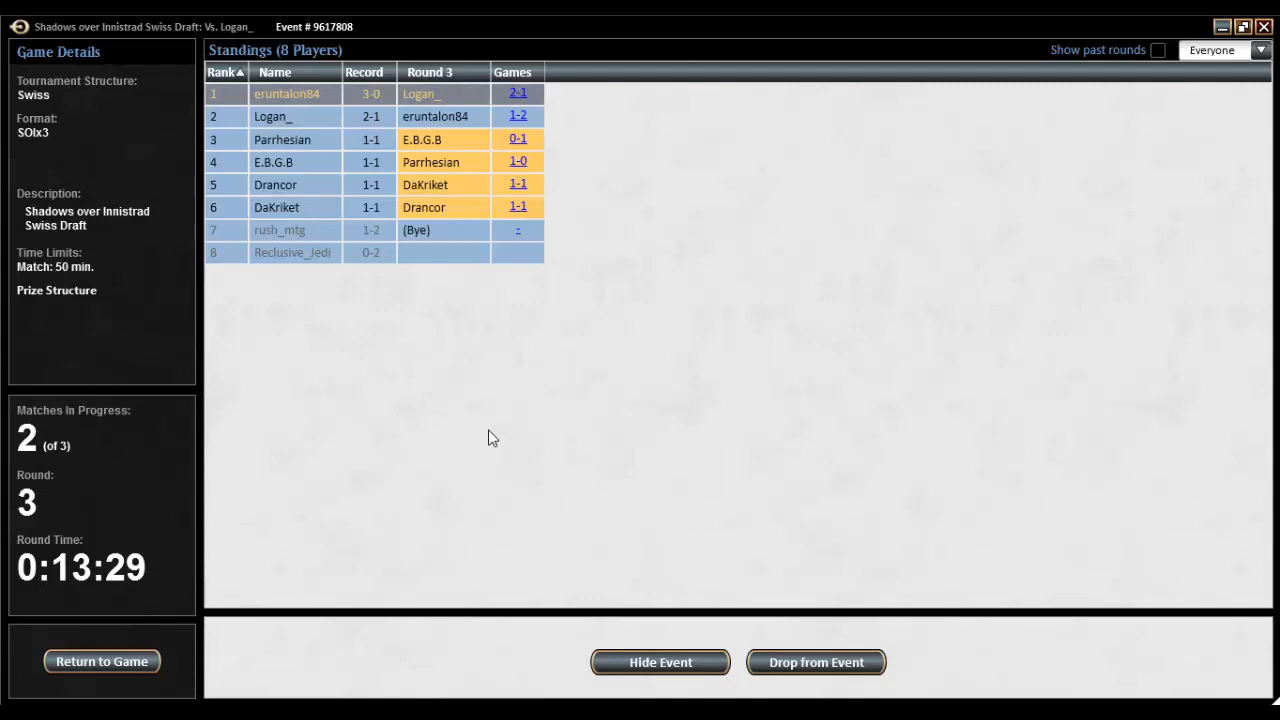 Shadows over Innistrad Swiss Draft: Vs. Logan_ Event # 9617808
Game Details
Tournament Structure:
Swiss
Format:
SOIx3
Description:
Shadows over Innistrad
Swiss Draft
Time Limits:
Match: 50 min.
Prize Structure
Matches In Progress:
2 (of 3)
Round:
3
Round Time:
0:13:29
Return to Game
Standings (8 Players) Show past rounds Everyone
Rank Name Record Round 3 Games
1 eruntalon84 3-0 Logan_ 2-1
2 Logan_ 2-1 eruntalon84 1-2
3 Parrhesian 1-1 E.B.G.B 0-1
4 E.B.G.B 1-1 Parrhesian 1-0
5 Drancor 1-1 DaKriket 1-1
6 DaKriket 1-1 Drancor 1-1
7 rush_mtg 1-2 (Bye) -
8 Reclusive_Jedi 0-2
Hide Event Drop from Event